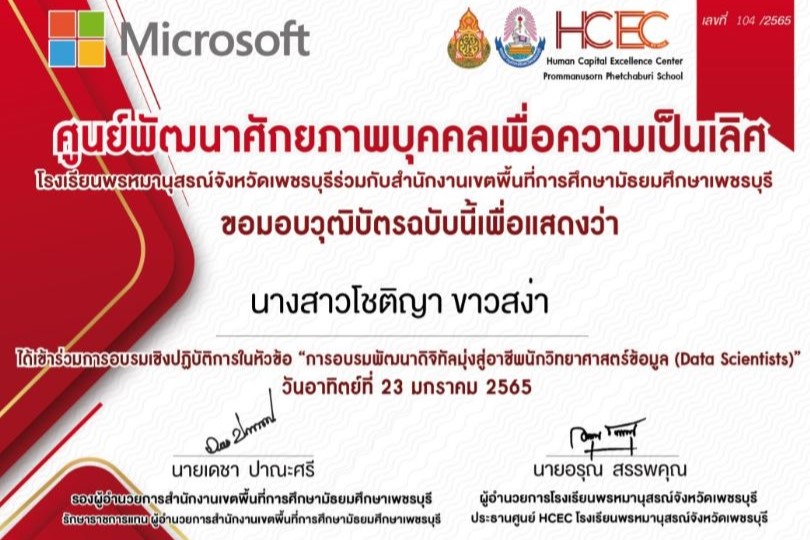 Microsoft
HCEC
Human Capital Excellence Center
Prommanusorn Phetchaburi School
เลขที่ 104 /2565
ศูนย์พัฒนาศักยภาพบุคคลเพื่อความเป็นเลิศ
โรงเรียนพรหมานุสรณ์จังหวัดเพชรบุรีร่วมกับสำนักงานเขตพื้นที่การศึกษามัธยมศึกษาเพชรบุรี
ขอมอบวุฒิบัตรฉบับนี้เพื่อแสดงว่า
นางสาวโชติญา ขาวสง่า
ได้เข้าร่วมการอบรมเชิงปฏิบัติการในหัวข้อ “การอบรมพัฒนาดิจิทัลมุ่งสู่อาชีพนักวิทยาศาสตร์ข้อมูล (Data Scientists)”
วันอาทิตย์ที่ 23 มกราคม 2565
นายเดชา ปาณะศรี
รองผู้อำนวยการสำนักงานเขตพื้นที่การศึกษามัธยมศึกษาเพชรบุรี
รักษาราชการแทน ผู้อำนวยการสำนักงานเขตพื้นที่การศึกษามัธยมศึกษาเพชรบุรี
นายอรุณ สรรพคุณ
ผู้อำนวยการโรงเรียนพรหมานุสรณ์จังหวัดเพชรบุรี
ประธานศูนย์ HCEC โรงเรียนพรหมานุสรณ์จังหวัดเพชรบุรี